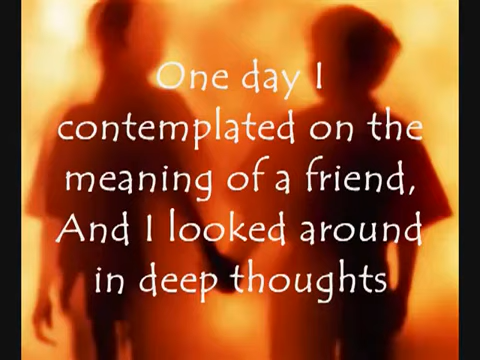 One day I
contemplated on the
meaning of a friend,
And I looked around
in deep thoughts